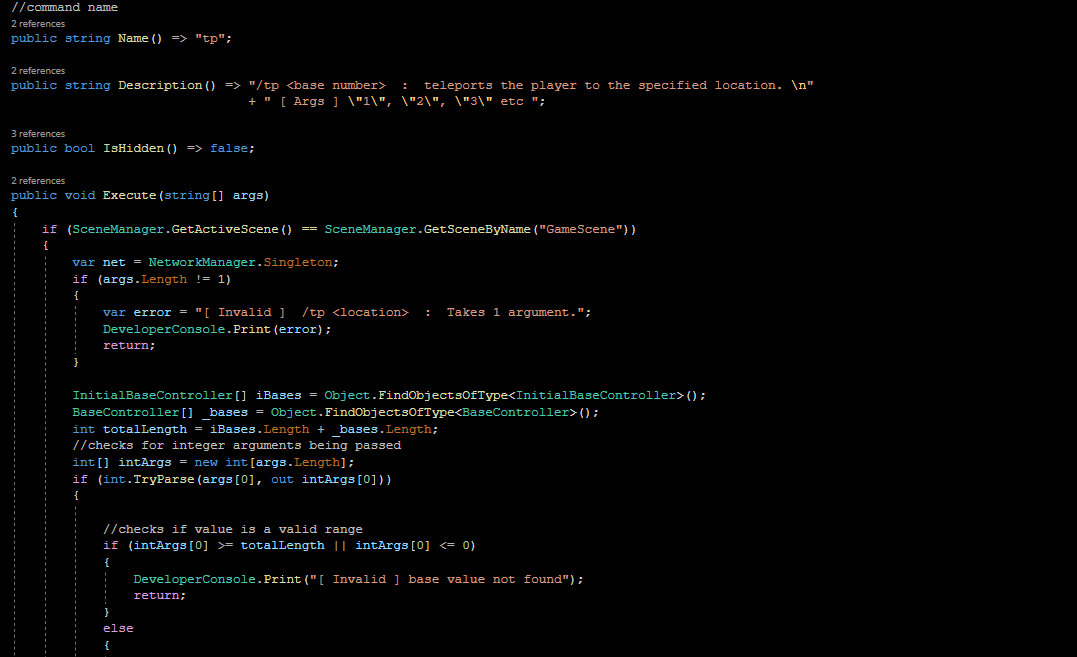 //command name
2 references
public string Name() => "tp";
2 references
public string Description() => "/tp <base number>  :  teleports the player to the specified location. \n"
+ " [ Args ] \"1\", \"2\", \"3\" etc ";
3 references
public bool IsHidden() => false;
2 references
public void Execute(string[] args)
{
if (SceneManager.GetActiveScene() == SceneManager.GetSceneByName("GameScene"))
{
var net = NetworkManager.Singleton;
if (args.Length != 1)
{
var error = "[ Invalid ]  /tp <location>  :  Takes 1 argument.";
DeveloperConsole.Print(error);
return;
}
InitialBaseController[] iBases = Object.FindObjectsOfType<InitialBaseController>();
BaseController[] _bases = Object.FindObjectsOfType<BaseController>();
int totalLength = iBases.Length + _bases.Length;
//checks for integer arguments being passed
int[] intArgs = new int[args.Length];
if (int.TryParse(args[0], out intArgs[0]))
{
//checks if value is a valid range
if (intArgs[0] >= totalLength || intArgs[0] <= 0)
{
DeveloperConsole.Print("[ Invalid ] base value not found");
return;
}
else
{